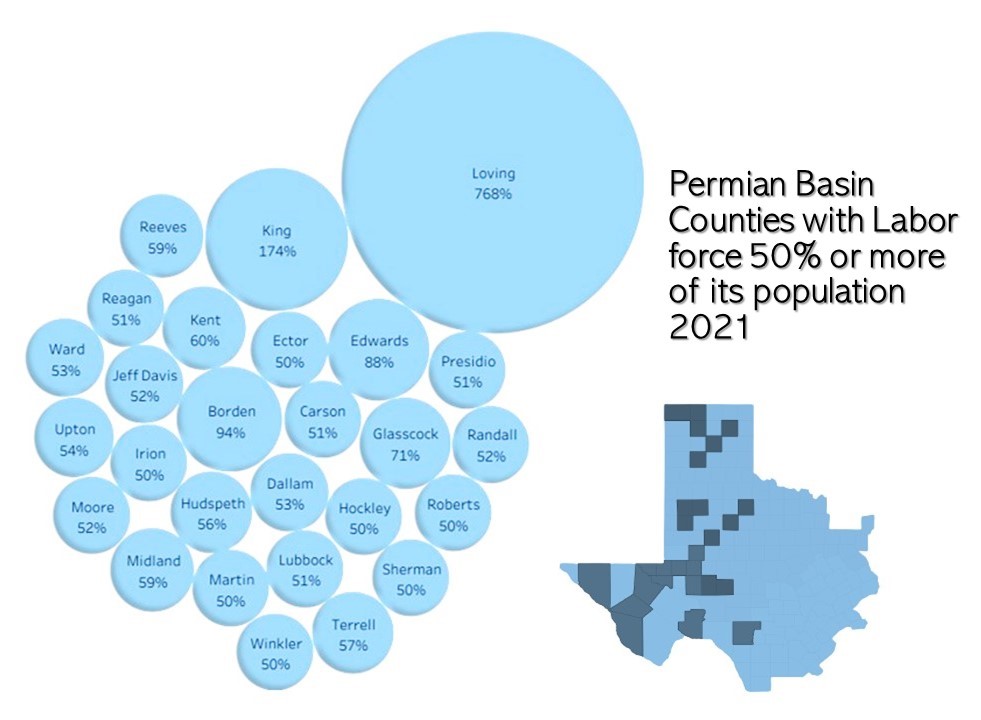 Loving
768%
Permian Basin
Counties with Labor
force 50% or more
of its population
2021
Reeves
59%
King
174%
Reagan
51%
Kent
60%
Ector
50%
Edwards
88%
Ward
53%
Jeff Davis
52%
Presidio
51%
Borden
94%
Carson
51%
Upton
54%
Glasscock
71%
Randall
52%
Irion
50%
Dallam
53%
Moore
52%
Hudspeth
56%
Hockley
50%
Roberts
50%
Midland
59%
Lubbock
51%
Martin
50%
Sherman
50%
Terrell
57%
Winkler
50%